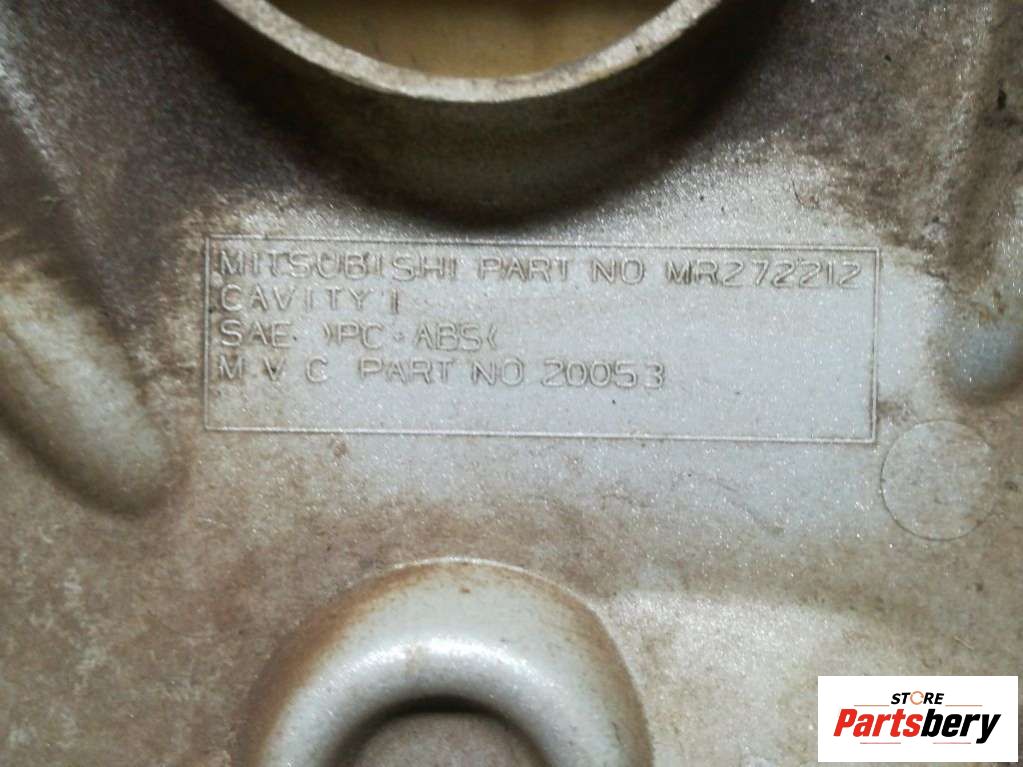 MITSUBISHI PART NO MR272212
CAVITY 1
SAE >PC+ABS<
M.V.C PART NO 20053
STORE
Partsbery